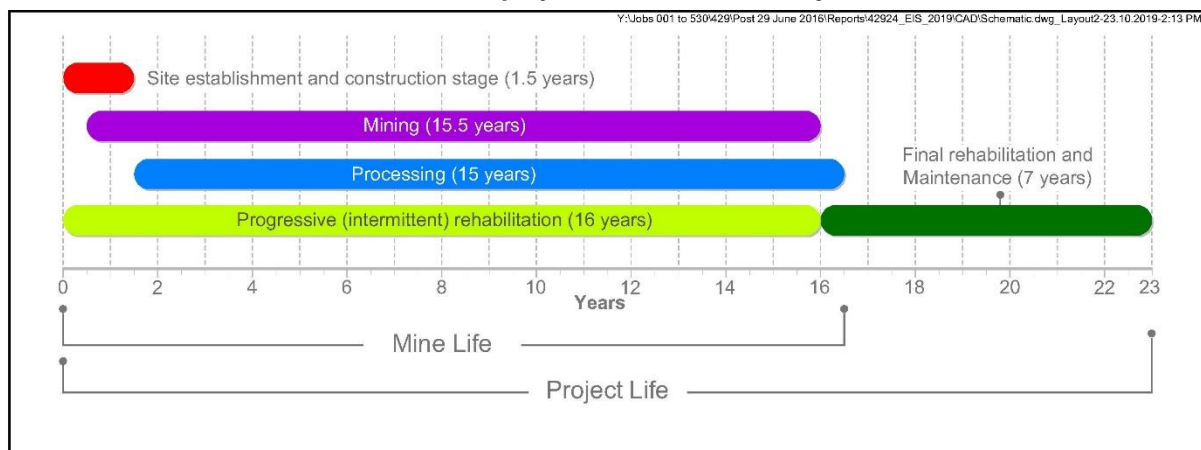 Y:\Jobs 001 to 530\429\Post 29 June 2016\Reports\42924_EIS_2019\CAD\Schematic.dwg_Layout2-23.10.2019-2:13 PM
Site establishment and construction stage (1.5 years)
Mining (15.5 years)
Processing (15 years)
Final rehabilitation and
Maintenance (7 years)
Progressive (intermittent) rehabilitation (16 years)
0 2 4 6 8 10 12 14 16 18 20 22 23
Years
Mine Life
Project Life